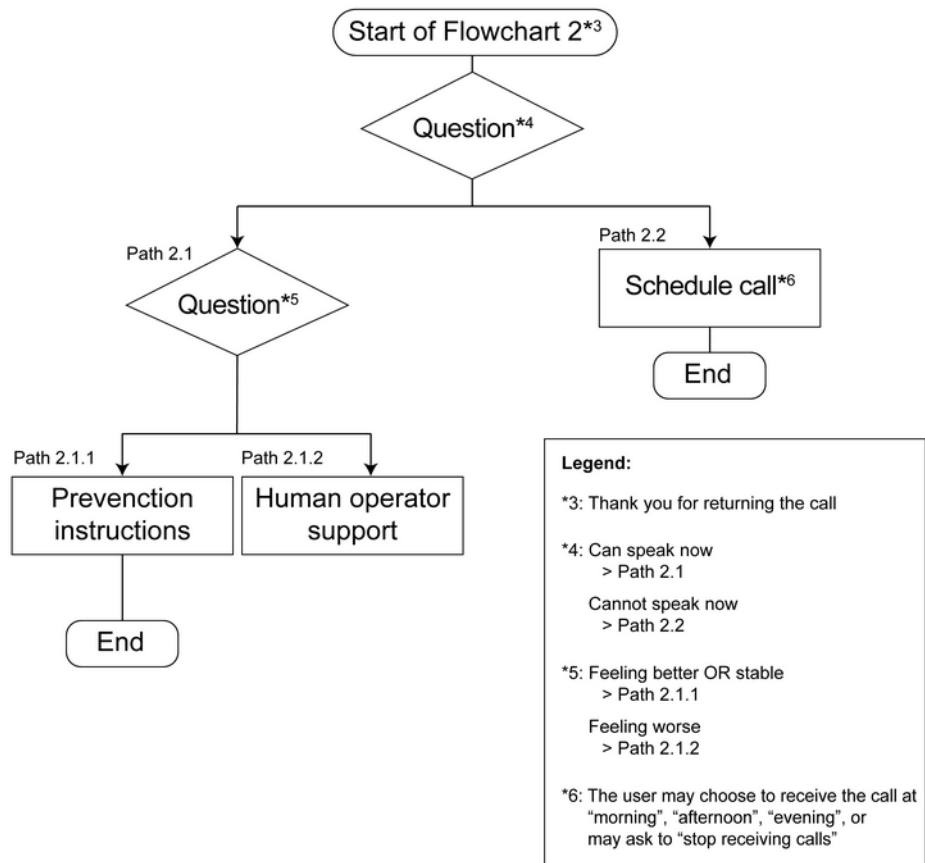 Start of Flowchart 2*3
Question*4
Path 2.1
Question*5
Path 2.2
Schedule call*6
End
Path 2.1.1
Prevenction
instructions
End
Path 2.1.2
Human operator
support
Legend:
*3: Thank you for returning the call
*4: Can speak now
> Path 2.1
Cannot speak now
> Path 2.2
*5: Feeling better OR stable
> Path 2.1.1
Feeling worse
> Path 2.1.2
*6: The user may choose to receive the call at
“morning”, “afternoon”, “evening”, or
may ask to “stop receiving calls”